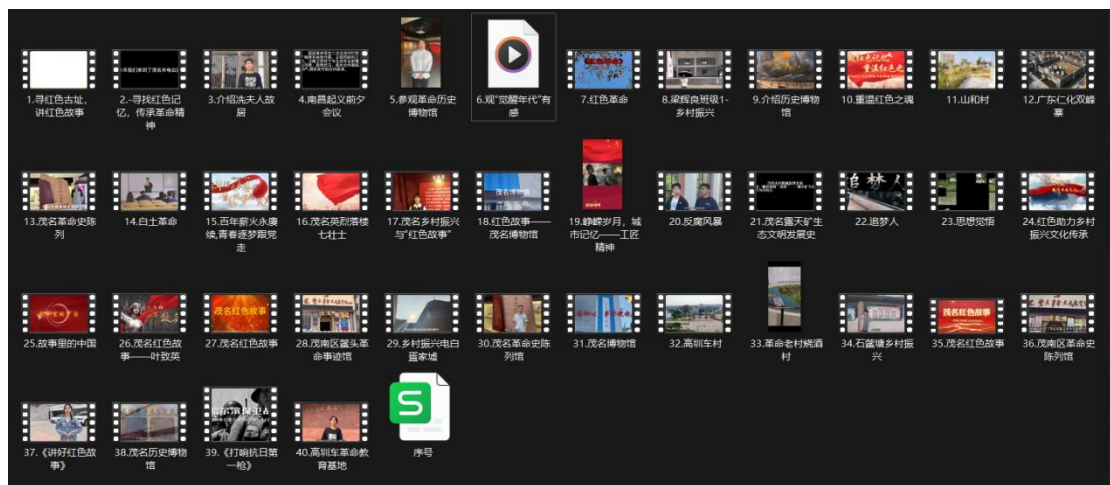 1.寻红色古址,
讲红色故事
2.-寻找红色记
忆，传承革命精
神
3.介绍冼夫人故
居
4.南昌起义前夕
会议
5.参观革命历史
博物馆
6.观"觉醒年代"有
感
7.红色革命
8.梁辉良班级1-
乡村振兴
9.介绍历史博物
馆
10.重温红色之魂
11.山和村
12.广东仁化双峰
寨
13.茂名革命史陈
列
14.白土革命
15.百年薪火永赓
续,青春逐梦跟党
走
16.茂名英烈落楼
七壮士
17.茂名乡村振兴
与"红色故事"
18.红色故事——
茂名博物馆
19.峥嵘岁月，城
市记忆——工匠
精神
20.反腐风暴
21.茂名露天矿生
态文明发展史
追梦人
22.追梦人
23.思想觉悟
24.红色助力乡村
振兴文化传承
25.故事里的中国
26.茂名红色故
事——叶致英
茂名红色故事
27.茂名红色故事
28.茂南区鳌头革
命事迹馆
29.乡村振兴电白
疍家墟
30.茂名革命史陈
列馆
31.茂名博物馆
32.高圳车村
33.革命老村烧酒
村
34.石鳌塘乡村振
兴
茂名红色故事
35.茂名红色故事
36.茂南区革命史
陈列馆
37.《讲好红色故
事》
38.茂名历史博物
馆
39.《打响抗日第
一枪》
40.高圳车革命教
育基地
S
序号